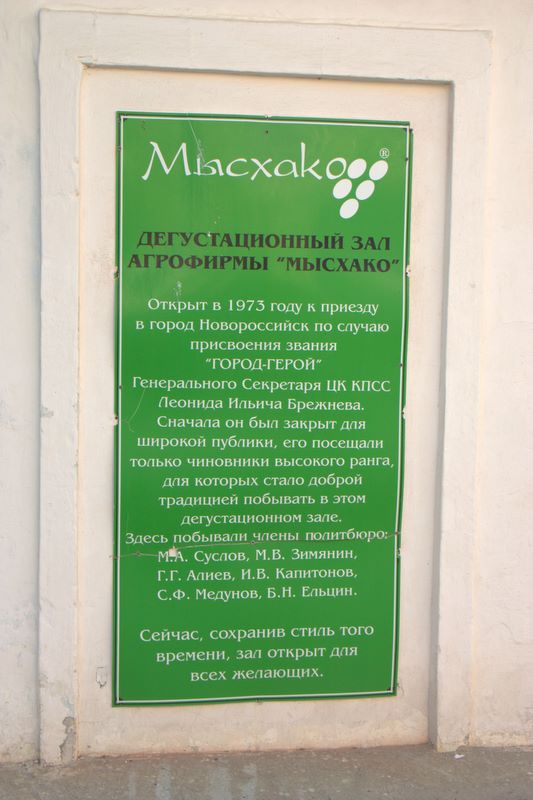 Мысхако®
ДЕГУСТАЦИОННЫЙ ЗАЛ
АГРОФИРМЫ "МЫСХАКО"
Открыт в 1973 году к приезду
в город Новороссийск по случаю
присвоения звания
"ГОРОД-ГЕРОЙ"
Генерального Секретаря ЦК КПСС
Леонида Ильича Брежнева.
Сначала он был закрыт для
широкой публики, его посещали
только чиновники высокого ранга,
для которых стало доброй
традицией побывать в этом
дегустационном зале.
Здесь побывали члены политбюро:
М.А. Суслов, М.В. Зимянин,
Г.Г. Алиев, И.В. Капитонов,
С.Ф. Медунов, Б.Н. Ельцин.
Сейчас, сохранив стиль того
времени, зал открыт для
всех желающих.